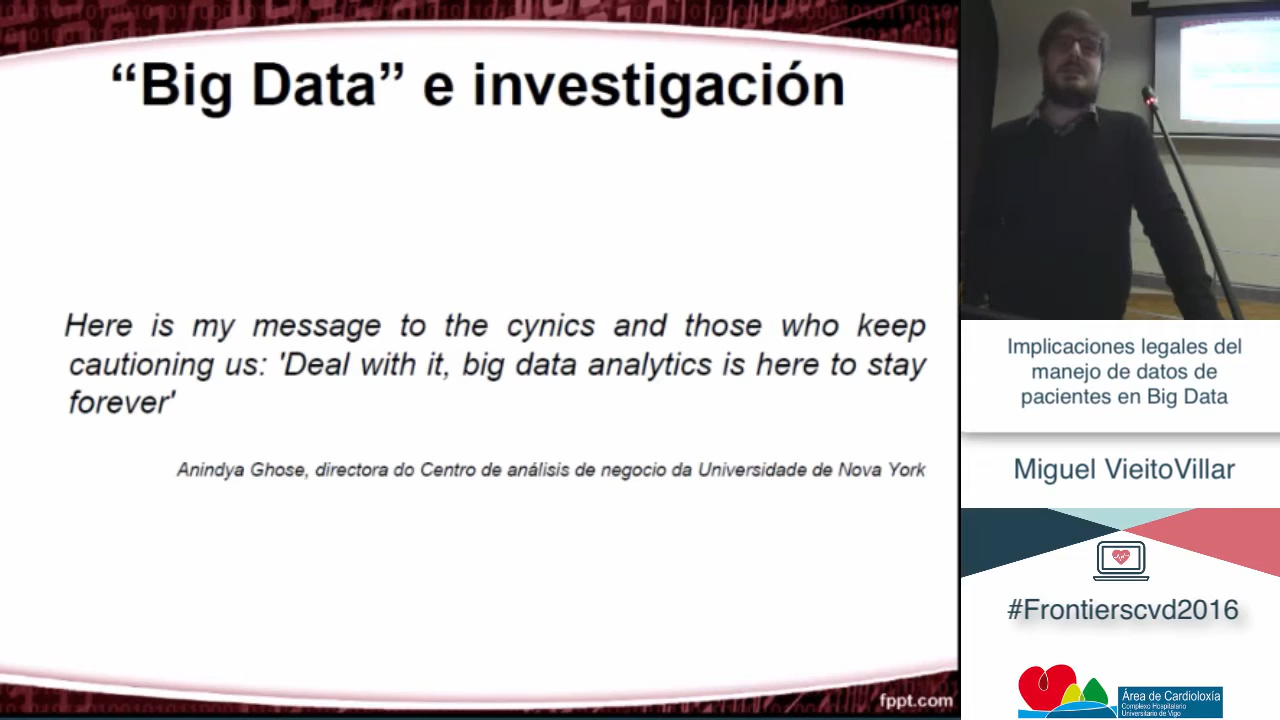 “Big Data” e investigación
Here is my message to the cynics and those who keep
cautioning us: 'Deal with it, big data analytics is here to stay
forever'
Anindya Ghose, directora do Centro de análisis de negocio da Universidade de Nova York
fppt.com
Implicaciones legales del
manejo de datos de
pacientes en Big Data
Miguel VieitoVillar
#Frontierscvd2016
Área de Cardioloxía
Complexo Hospitalario
Universitario de Vigo